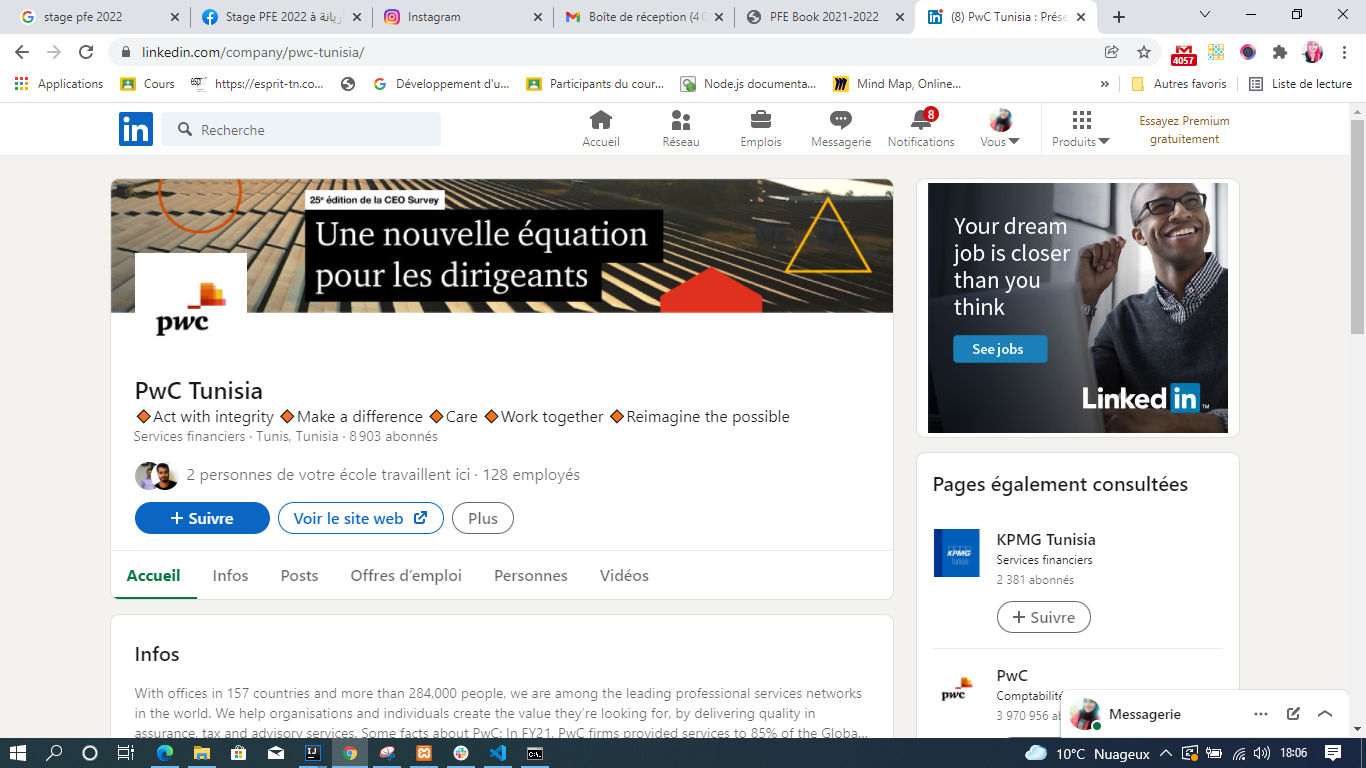 stage pfe 2022
Stage PFE 2022 à أريانة
Instagram
Boîte de réception (4 0
PFE Book 2021-2022
(8) PwC Tunisia : Prése
linkedin.com/company/pwc-tunisia/
4057
Applications
Cours
https://esprit-tn.co...
Développement d'u...
Participants du cour...
Node.js documenta...
Mind Map, Online...
»
Autres favoris
Liste de lecture
in
Recherche
Accueil
Réseau
Emplois
Messagerie
8
Notifications
Vous
Produits
Essayez Premium
gratuitement
25e édition de la CEO Survey
Une nouvelle équation
pour les dirigeants
pwc
PwC Tunisia
🔶Act with integrity 🔶Make a difference 🔶Care 🔶Work together 🔶Reimagine the possible
Services financiers · Tunis, Tunisia · 8 903 abonnés
2 personnes de votre école travaillent ici · 128 employés
+ Suivre
Voir le site web
Plus
Accueil
Infos
Posts
Offres d’emploi
Personnes
Vidéos
Infos
With offices in 157 countries and more than 284,000 people, we are among the leading professional services networks
in the world. We help organisations and individuals create the value they’re looking for, by delivering quality in
assurance, tax and advisory services. Some facts about PwC: In FY21, PwC firms provided services to 85% of the Globa...
Your dream
job is closer
than you
think
See jobs
Linked in
TM
Pages également consultées
KPMG
Tunisia
KPMG Tunisia
Services financiers
2 381 abonnés
+ Suivre
pwc
PwC
Comptabilité
3 970 956 ab
Messagerie
10°C Nuageux
18:06